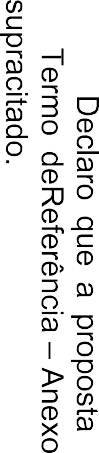 Declaro que a proposta
Termo deReferência – Anexo
supracitado.